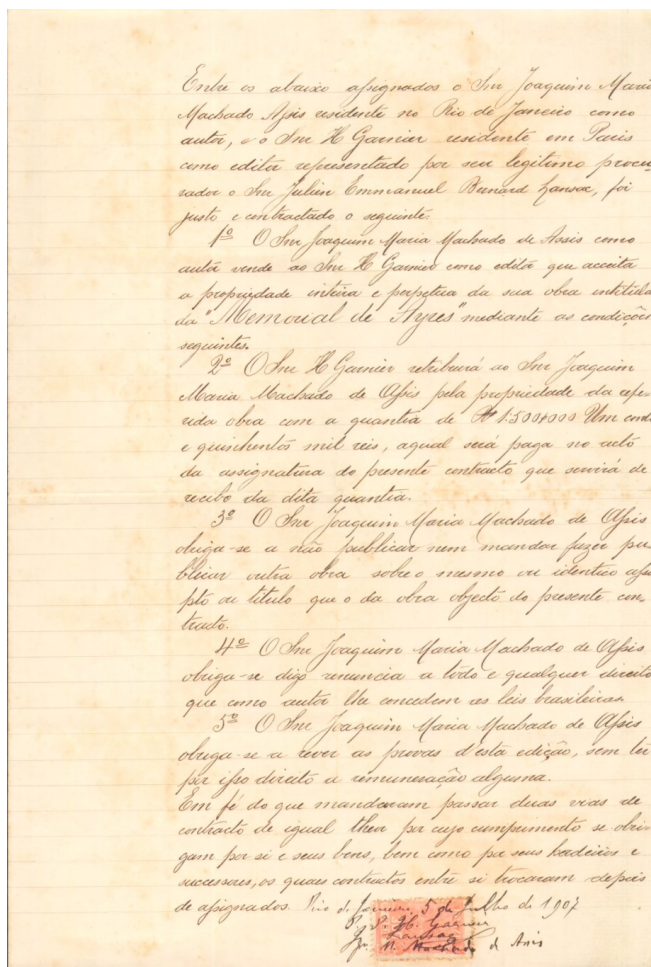 Entre os abaixo assignados o Snr Joaquim Maria
Machado Assis residente no Rio de Janeiro como
autor, e o Snr H Garnier residente em Paris
como editor representado por seu legitimo procu-
rador o Snr Julien Emmanuel Bernard Lansac, foi
justo e contractado o seguinte:
1º O Snr Joaquim Maria Machado de Assis como
autor vende ao Snr H Garnier como editor que acceita
a propriedade inteira e perpetua da sua obra intitula
da "Memorial de Ayres" mediante as condições
seguintes.
2º O Snr H Garnier retribuirá ao Snr Joaquim
Maria Machado de Assis pela propriedade da refe-
rida obra com a quantia de 1:500$000 Um conto
e quinhentos mil reis, a qual será paga no acto
da assignatura do presente contracto que servirá de
recibo da dita quantia.
3º O Snr Joaquim Maria Machado de Assis
obriga-se a não publicar nem mandar fazer pu
blicar outra obra sobre o mesmo ou identico assu
pto ou titulo que o da obra objecto do presente con-
trato.
4º O Snr Joaquim Maria Machado de Assis
obriga-se digo renuncia a todo e qualquer direito
que como autor lhe concedem as leis brasileiras.
5º O Snr Joaquim Maria Machado de Assis
obriga-se a rever as provas d'esta edição, sem ter
por isso direito a remuneração alguma.
Em fé do que mandaram passar duas vias de
contracto de igual theor por cujo cumprimento se obri
gam por si e seus bens, bem como por seus herdeiros e
successores, os quaes contractos entre si trocaram depois
de assignados. Rio de Janeiro, 5 de Julho de 1907
P. P. H. Garnier
Lansac
J. M. Machado de Assis